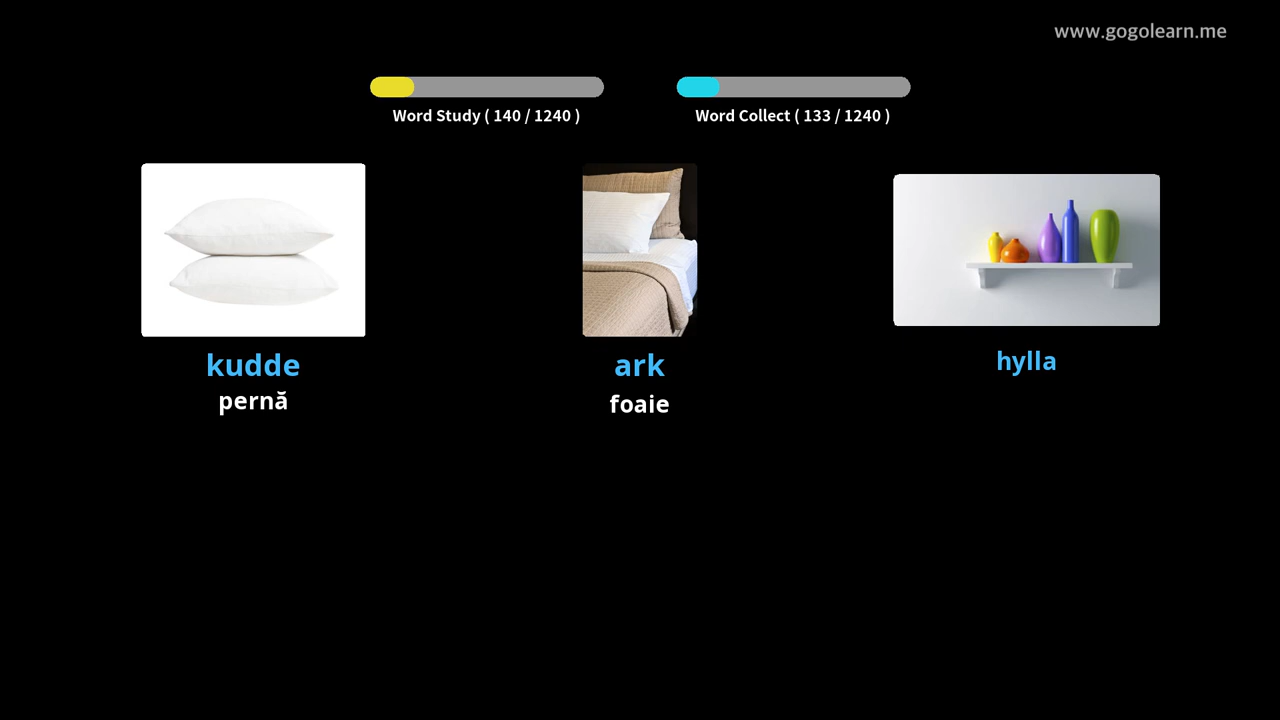 www.gogolearn.me
Word Study ( 140 / 1240 )
Word Collect ( 133 / 1240 )
kudde
pernă
ark
foaie
hylla